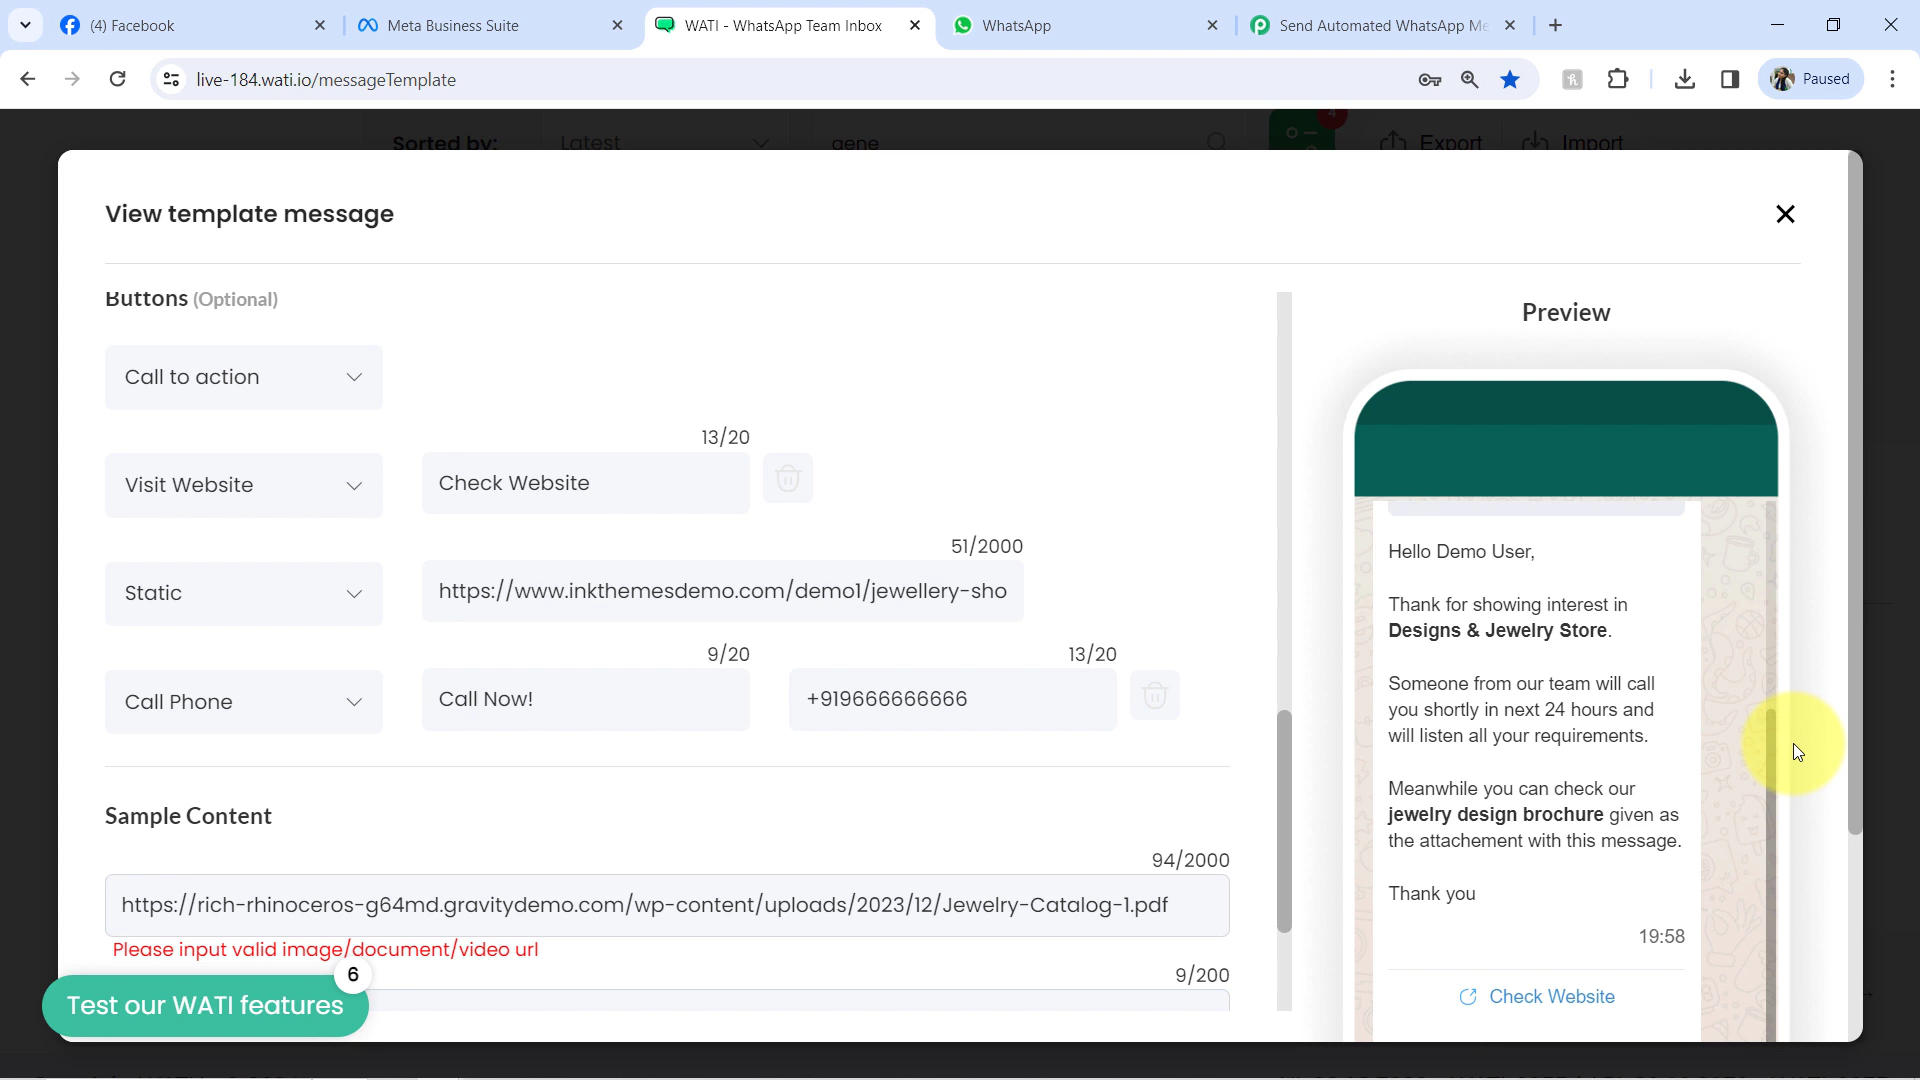 (4) Facebook
Meta Business Suite
WATI - WhatsApp Team Inbox
WhatsApp
Send Automated WhatsApp Me
live-184.wati.io/messageTemplate
Paused
Sorted by:
Latest
gene
4
Export
Import
View template message
Buttons (Optional)
Call to action
13/20
Visit Website
Check Website
51/2000
Static
https://www.inkthemesdemo.com/demo1/jewellery-sho
9/20
13/20
Call Phone
Call Now!
+919666666666
Sample Content
94/2000
https://rich-rhinoceros-g64md.gravitydemo.com/wp-content/uploads/2023/12/Jewelry-Catalog-1.pdf
Please input valid image/document/video url
9/200
6
Test our WATI features
Preview
Hello Demo User,
Thank for showing interest in
Designs & Jewelry Store.
Someone from our team will call
you shortly in next 24 hours and
will listen all your requirements.
Meanwhile you can check our
jewelry design brochure given as
the attachement with this message.
Thank you
19:58
Check Website